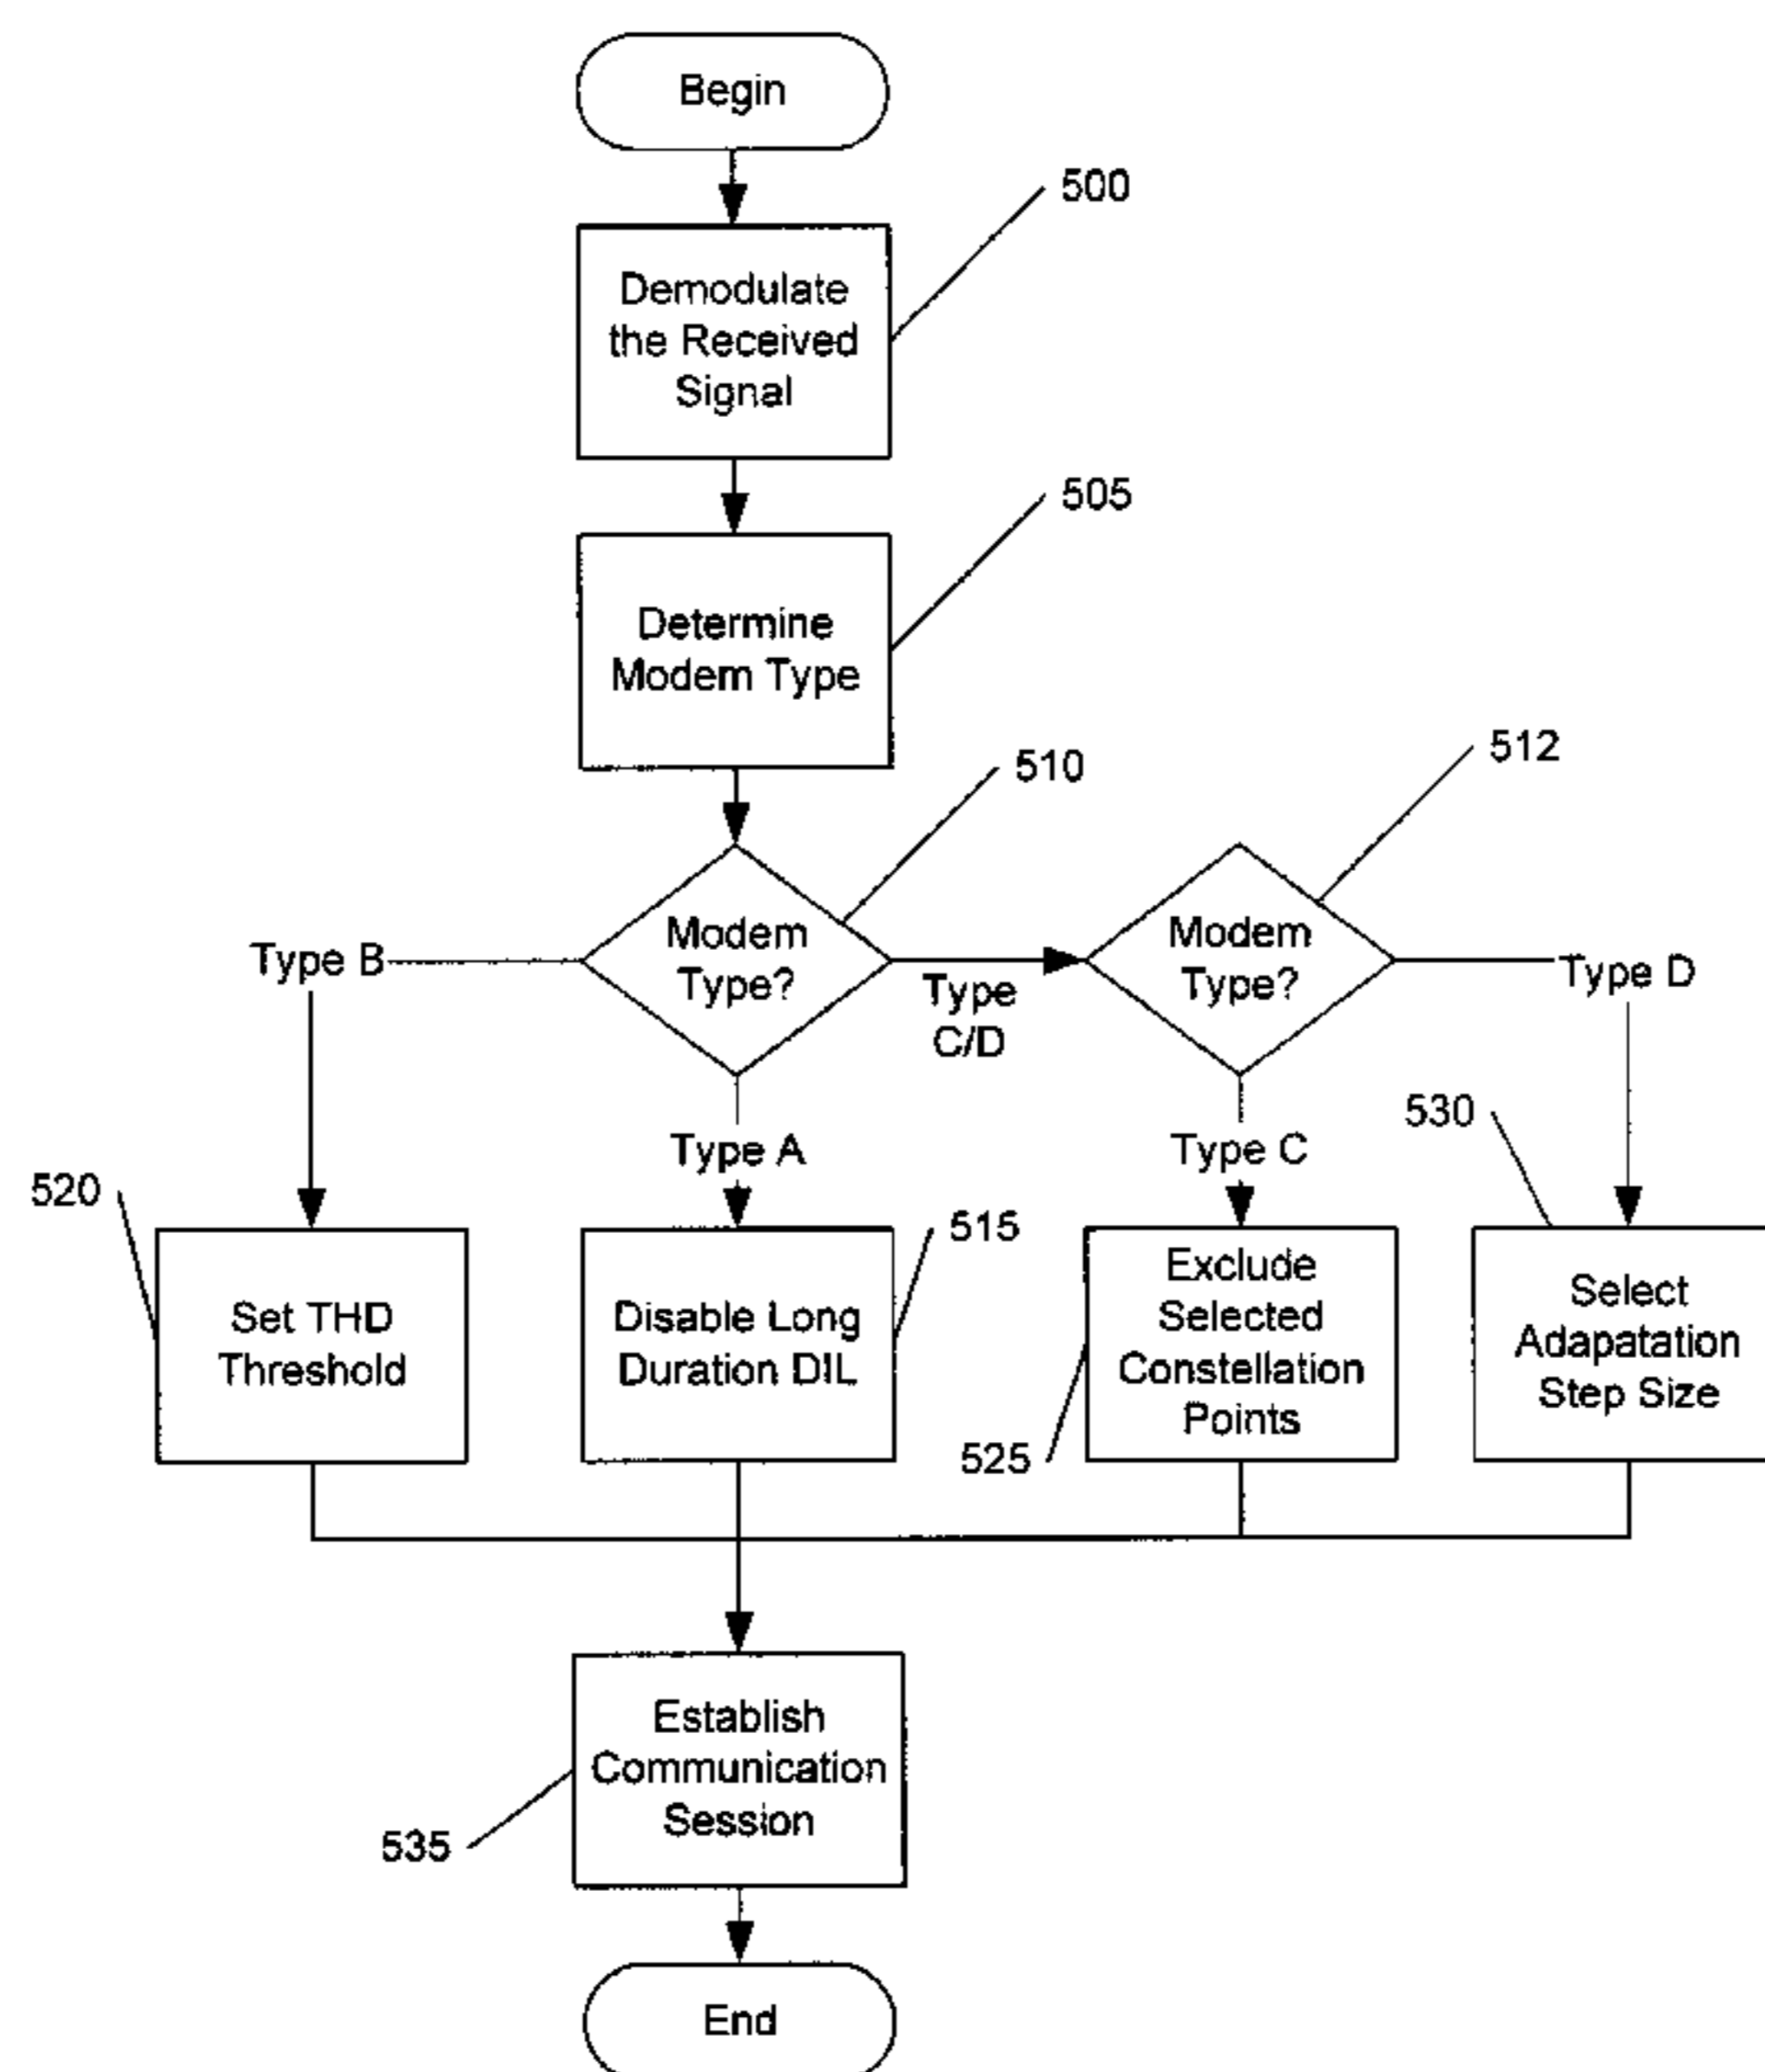 Begin
500
Demodulate
the Received
Signal
505
Determine
Modem Type
510
512
Modem
Type?
Modem
Type?
Type B
Type
C/D
Type D
530
Type A
Type C
520
515
Set THD
Threshold
Disable Long
Duration DIL
Exclude
Selected
Constellation
Points
Select
Adapatation
Step Size
525
Establish
Communication
Session
535
End